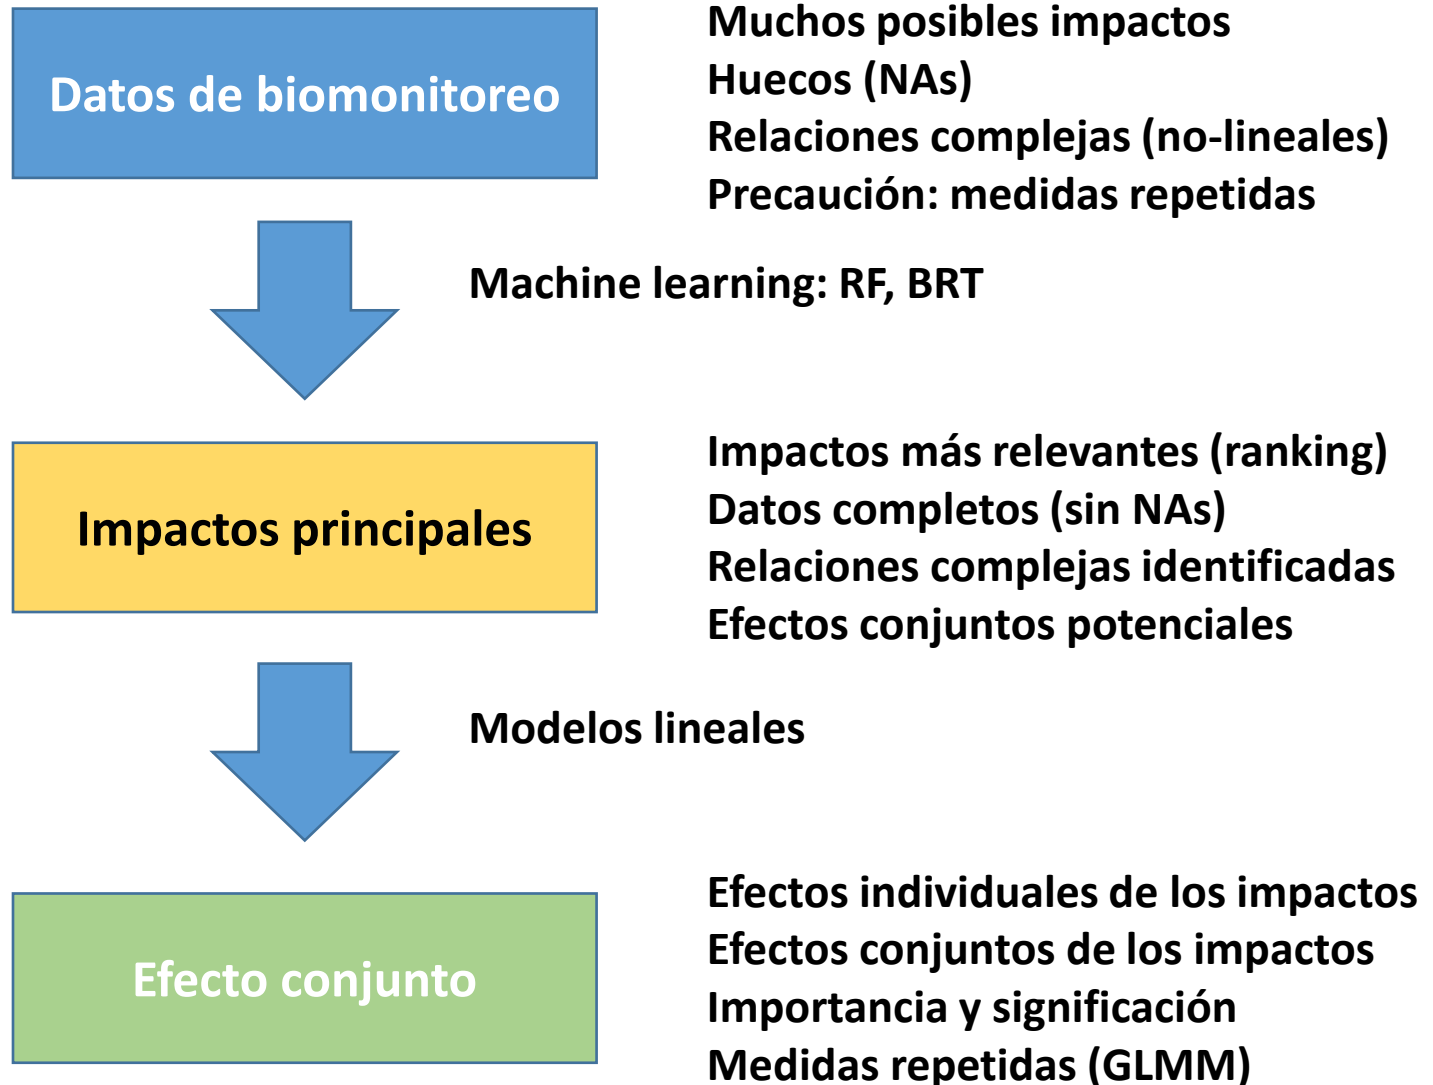 Datos de biomonitoreo
Muchos posibles impactos
Huecos (NAs)
Relaciones complejas (no-lineales)
Precaución: medidas repetidas
Machine learning: RF, BRT
Impactos principales
Impactos más relevantes (ranking)
Datos completos (sin NAs)
Relaciones complejas identificadas
Efectos conjuntos potenciales
Modelos lineales
Efecto conjunto
Efectos individuales de los impactos
Efectos conjuntos de los impactos
Importancia y significación
Medidas repetidas (GLMM)